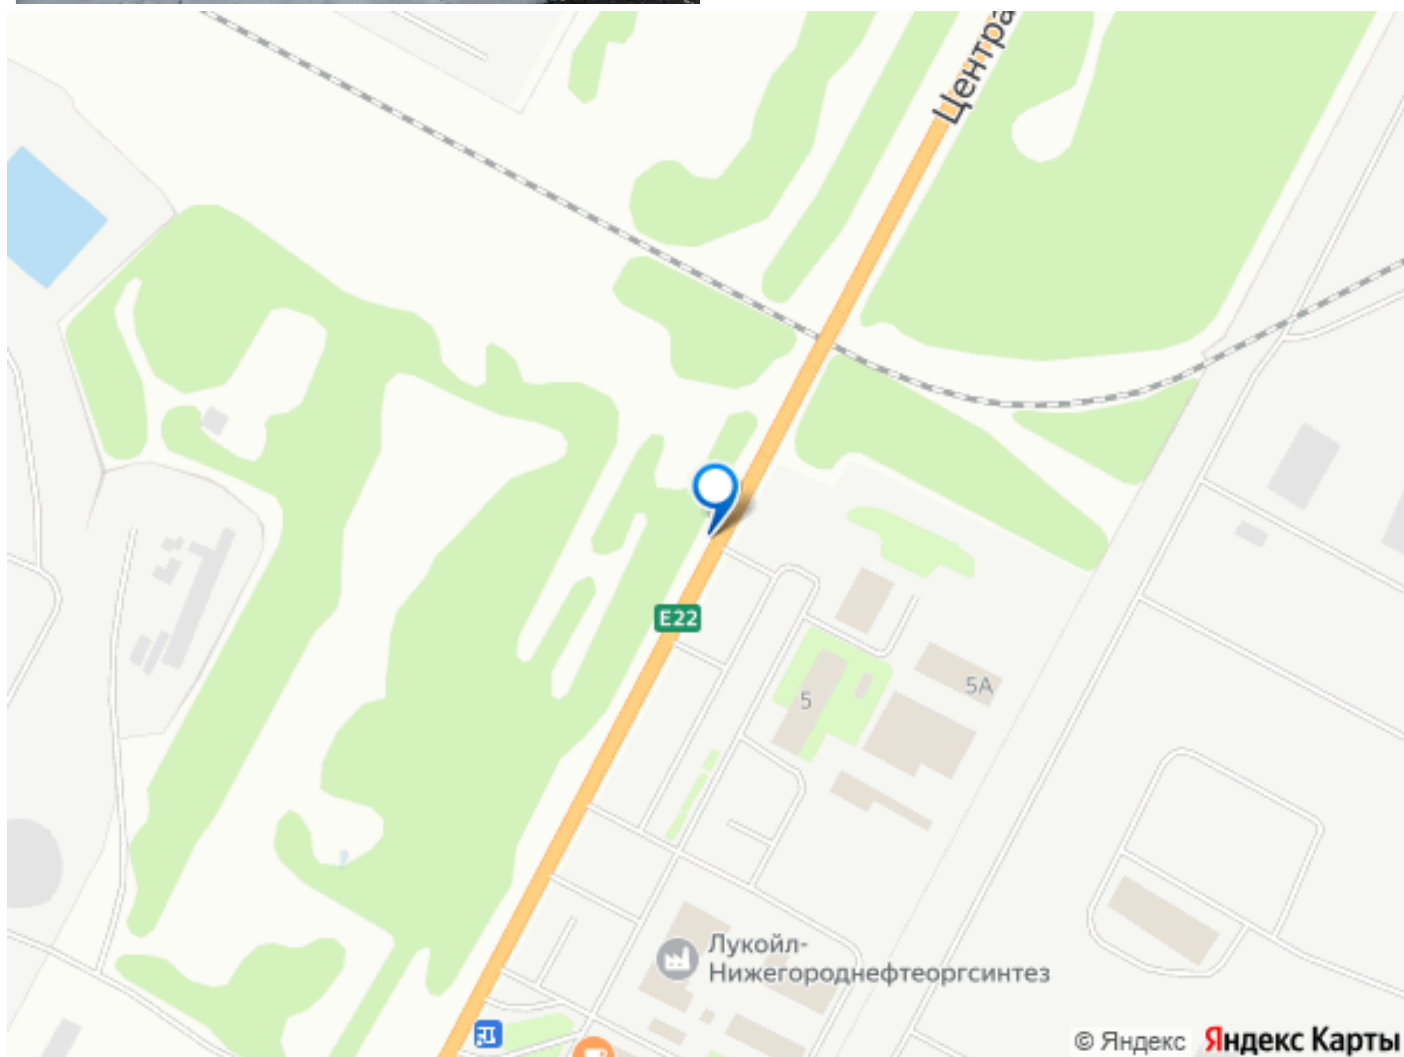 Центра
E22
5
5А
Лукойл-
Нижегороднефтеоргсинтез
© Яндекс Яндекс Карты